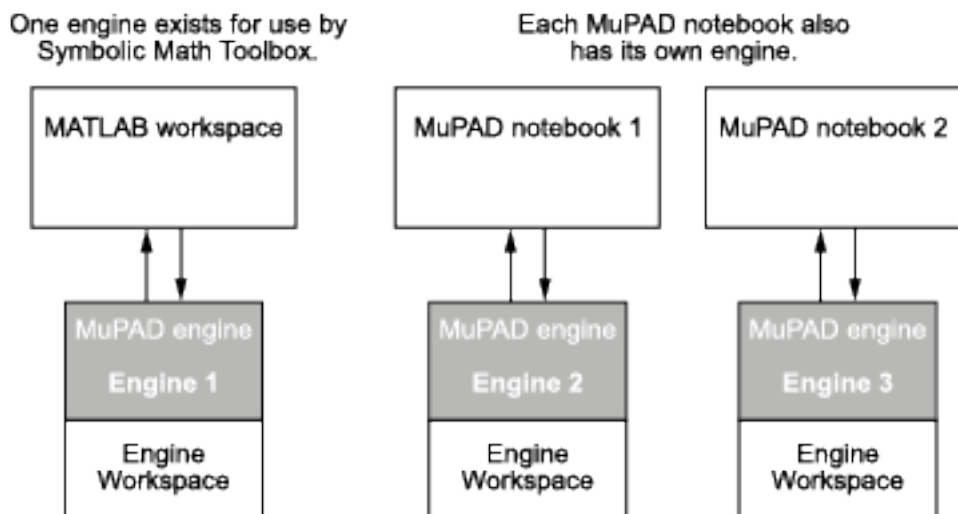 One engine exists for use by
Symbolic Math Toolbox.
Each MuPAD notebook also
has its own engine.
MATLAB workspace
MuPAD notebook 1
MuPAD notebook 2
MuPAD engine
Engine 1
Engine
Workspace
MuPAD engine
Engine 2
Engine
Workspace
MuPAD engine
Engine 3
Engine
Workspace